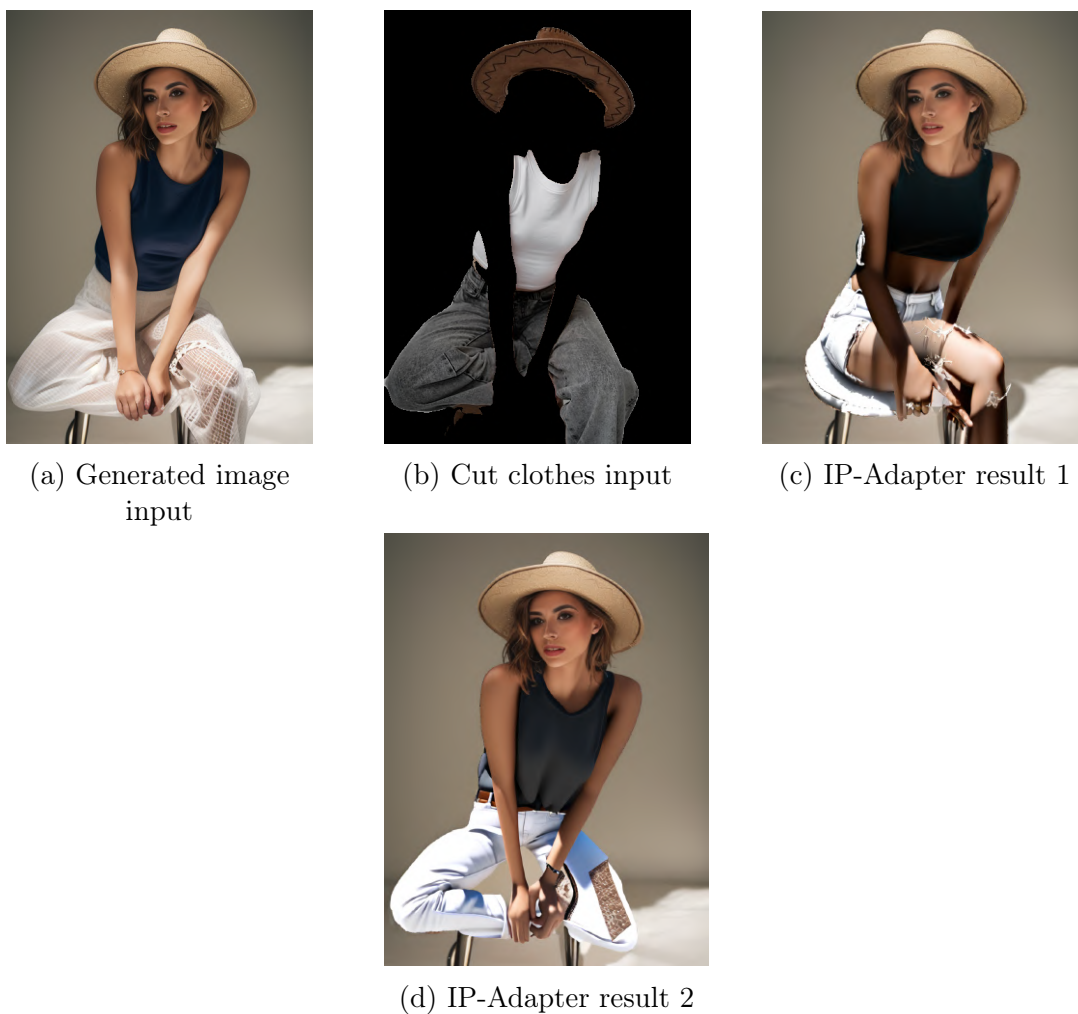 (a) Generated image
input
(b) Cut clothes input
(c) IP-Adapter result 1
(d) IP-Adapter result 2